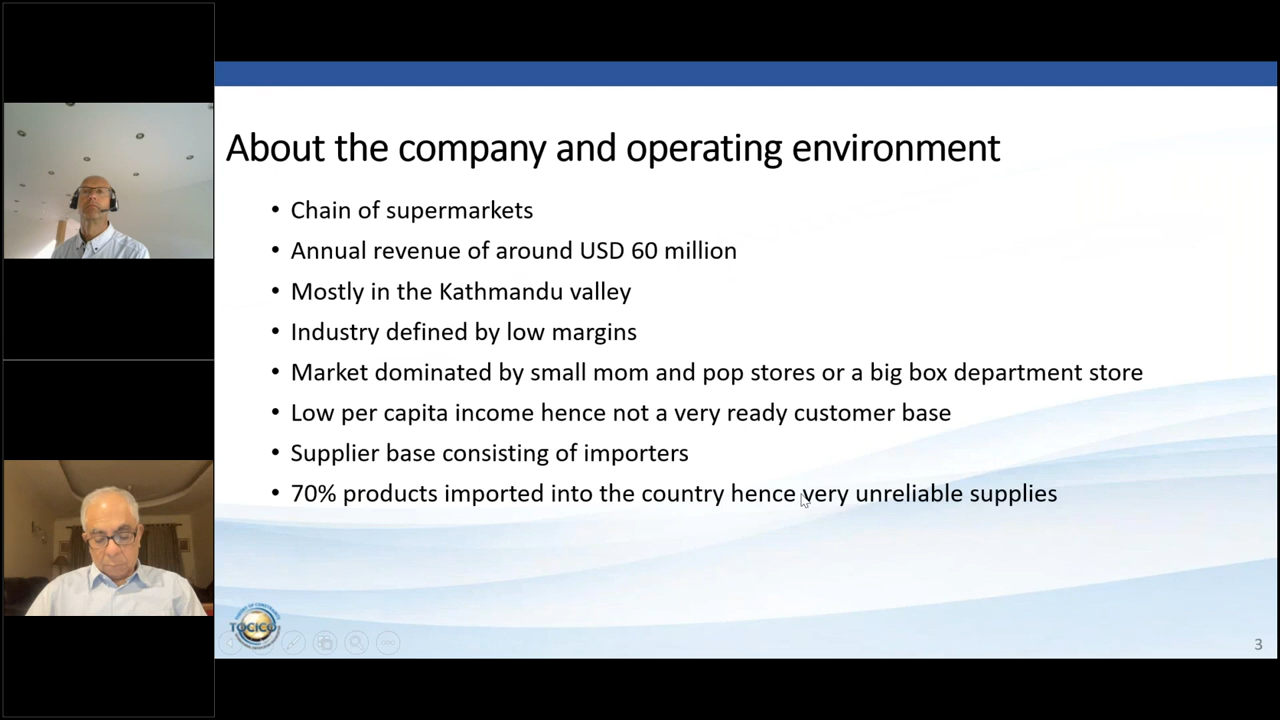 About the company and operating environment
• Chain of supermarkets
• Annual revenue of around USD 60 million
• Mostly in the Kathmandu valley
• Industry defined by low margins
• Market dominated by small mom and pop stores or a big box department store
• Low per capita income hence not a very ready customer base
• Supplier base consisting of importers
• 70% products imported into the country hence very unreliable supplies
TOCICO
3